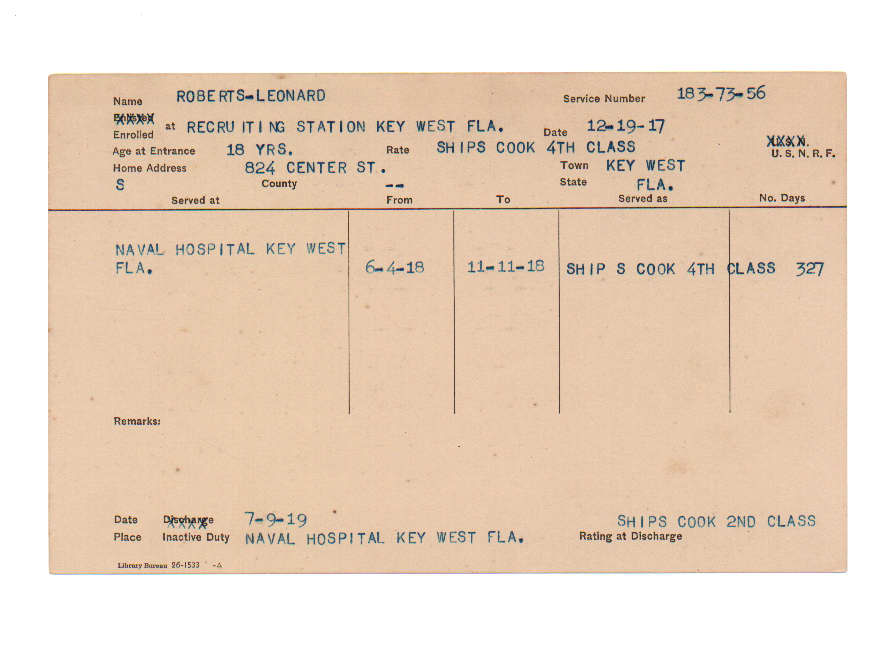 Name ROBERTS-LEONARD Service Number 183-73-56
Enlisted
Enrolled at RECRUITING STATION KEY WEST FLA. Date 12-19-17
Age at Entrance 18 YRS. Rate SHIPS COOK 4TH CLASS U. S. N.
U. S. N. R. F.
Home Address 824 CENTER ST. Town KEY WEST
S County -- State FLA.
Served at From To Served as No. Days
NAVAL HOSPITAL KEY WEST
FLA. 6-4-18 11-11-18 SHIP S COOK 4TH CLASS 327
Remarks:
Date Discharge 7-9-19 SHIPS COOK 2ND CLASS
Place Inactive Duty NAVAL HOSPITAL KEY WEST FLA. Rating at Discharge
Library Bureau 26-1533 -A